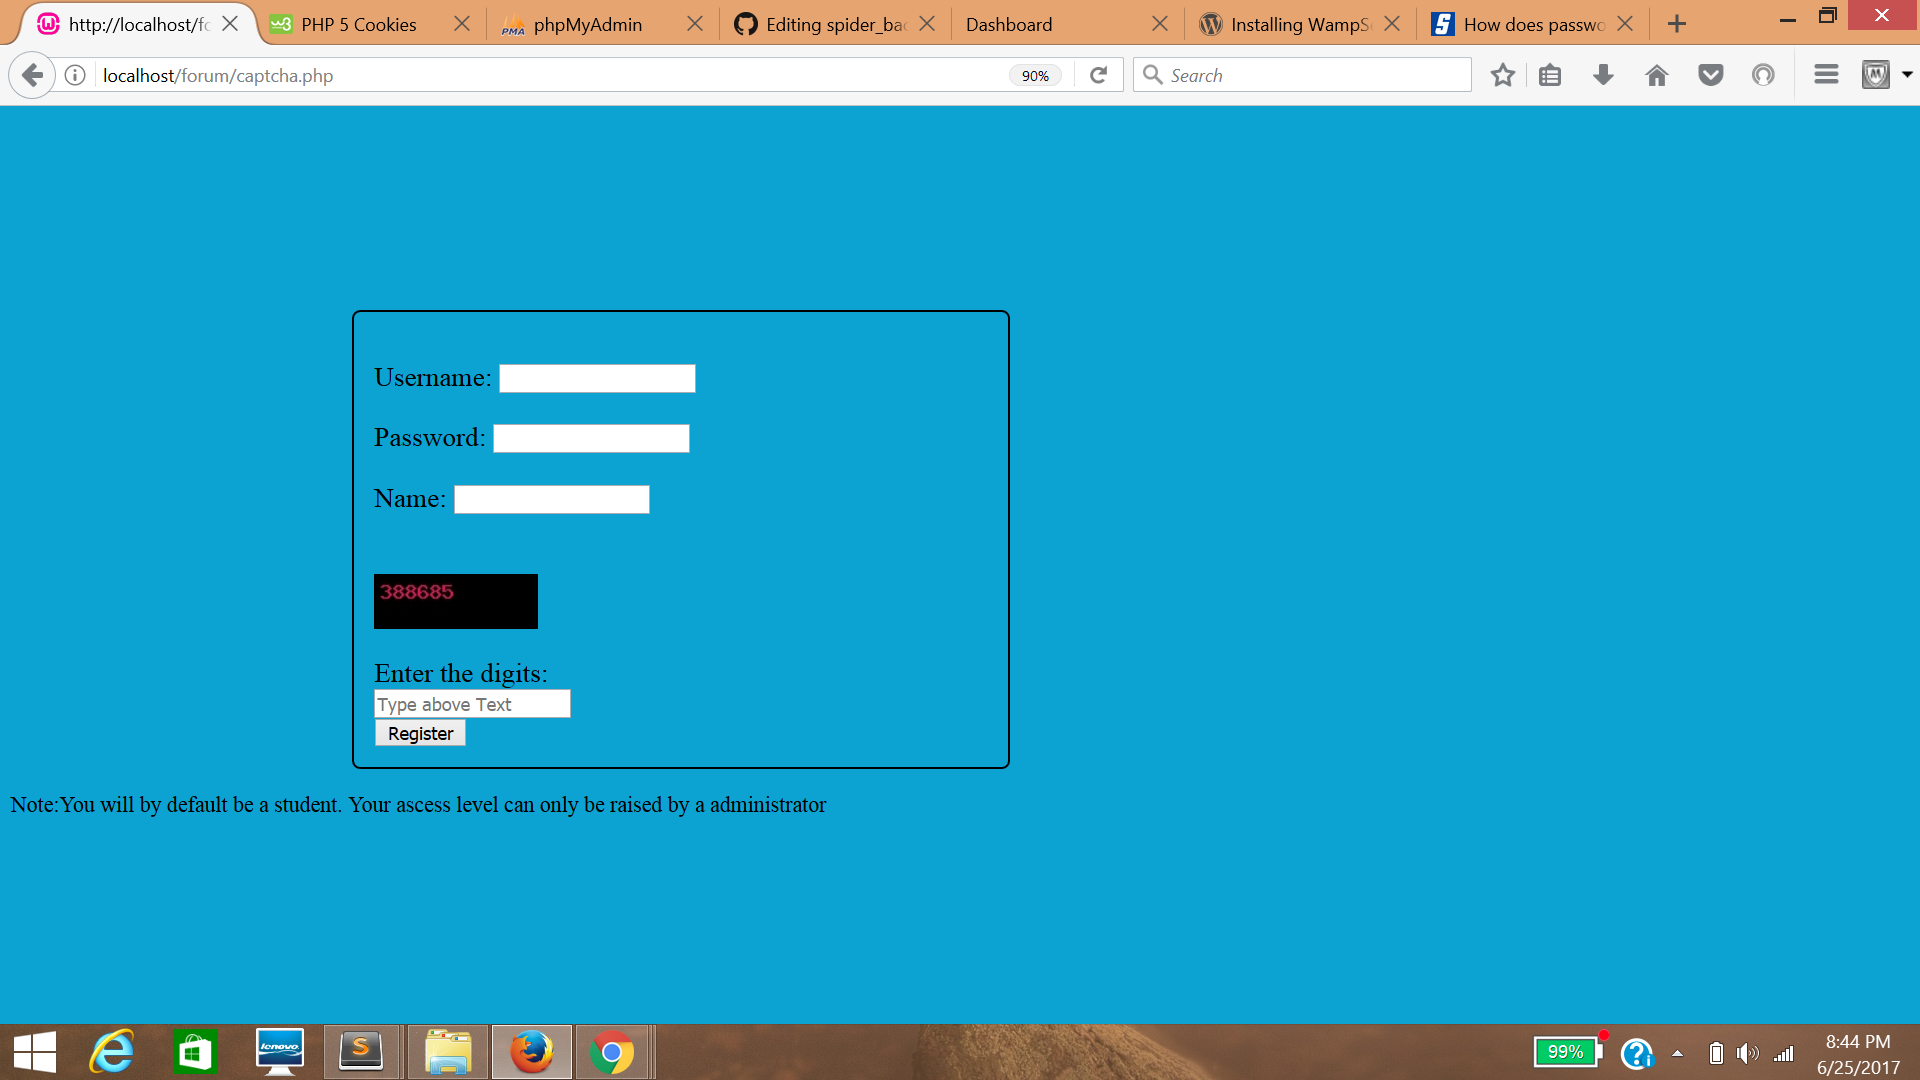 http://localhost/fc
PHP 5 Cookies
phpMyAdmin
Editing spider_bac
Dashboard
Installing WampS
How does passwo
localhost/forum/captcha.php
90%
Search
Username:
Password:
Name:
388685
Enter the digits:
Type above Text
Register
Note:You will by default be a student. Your ascess level can only be raised by a administrator
lenovo
99%
8:44 PM
6/25/2017